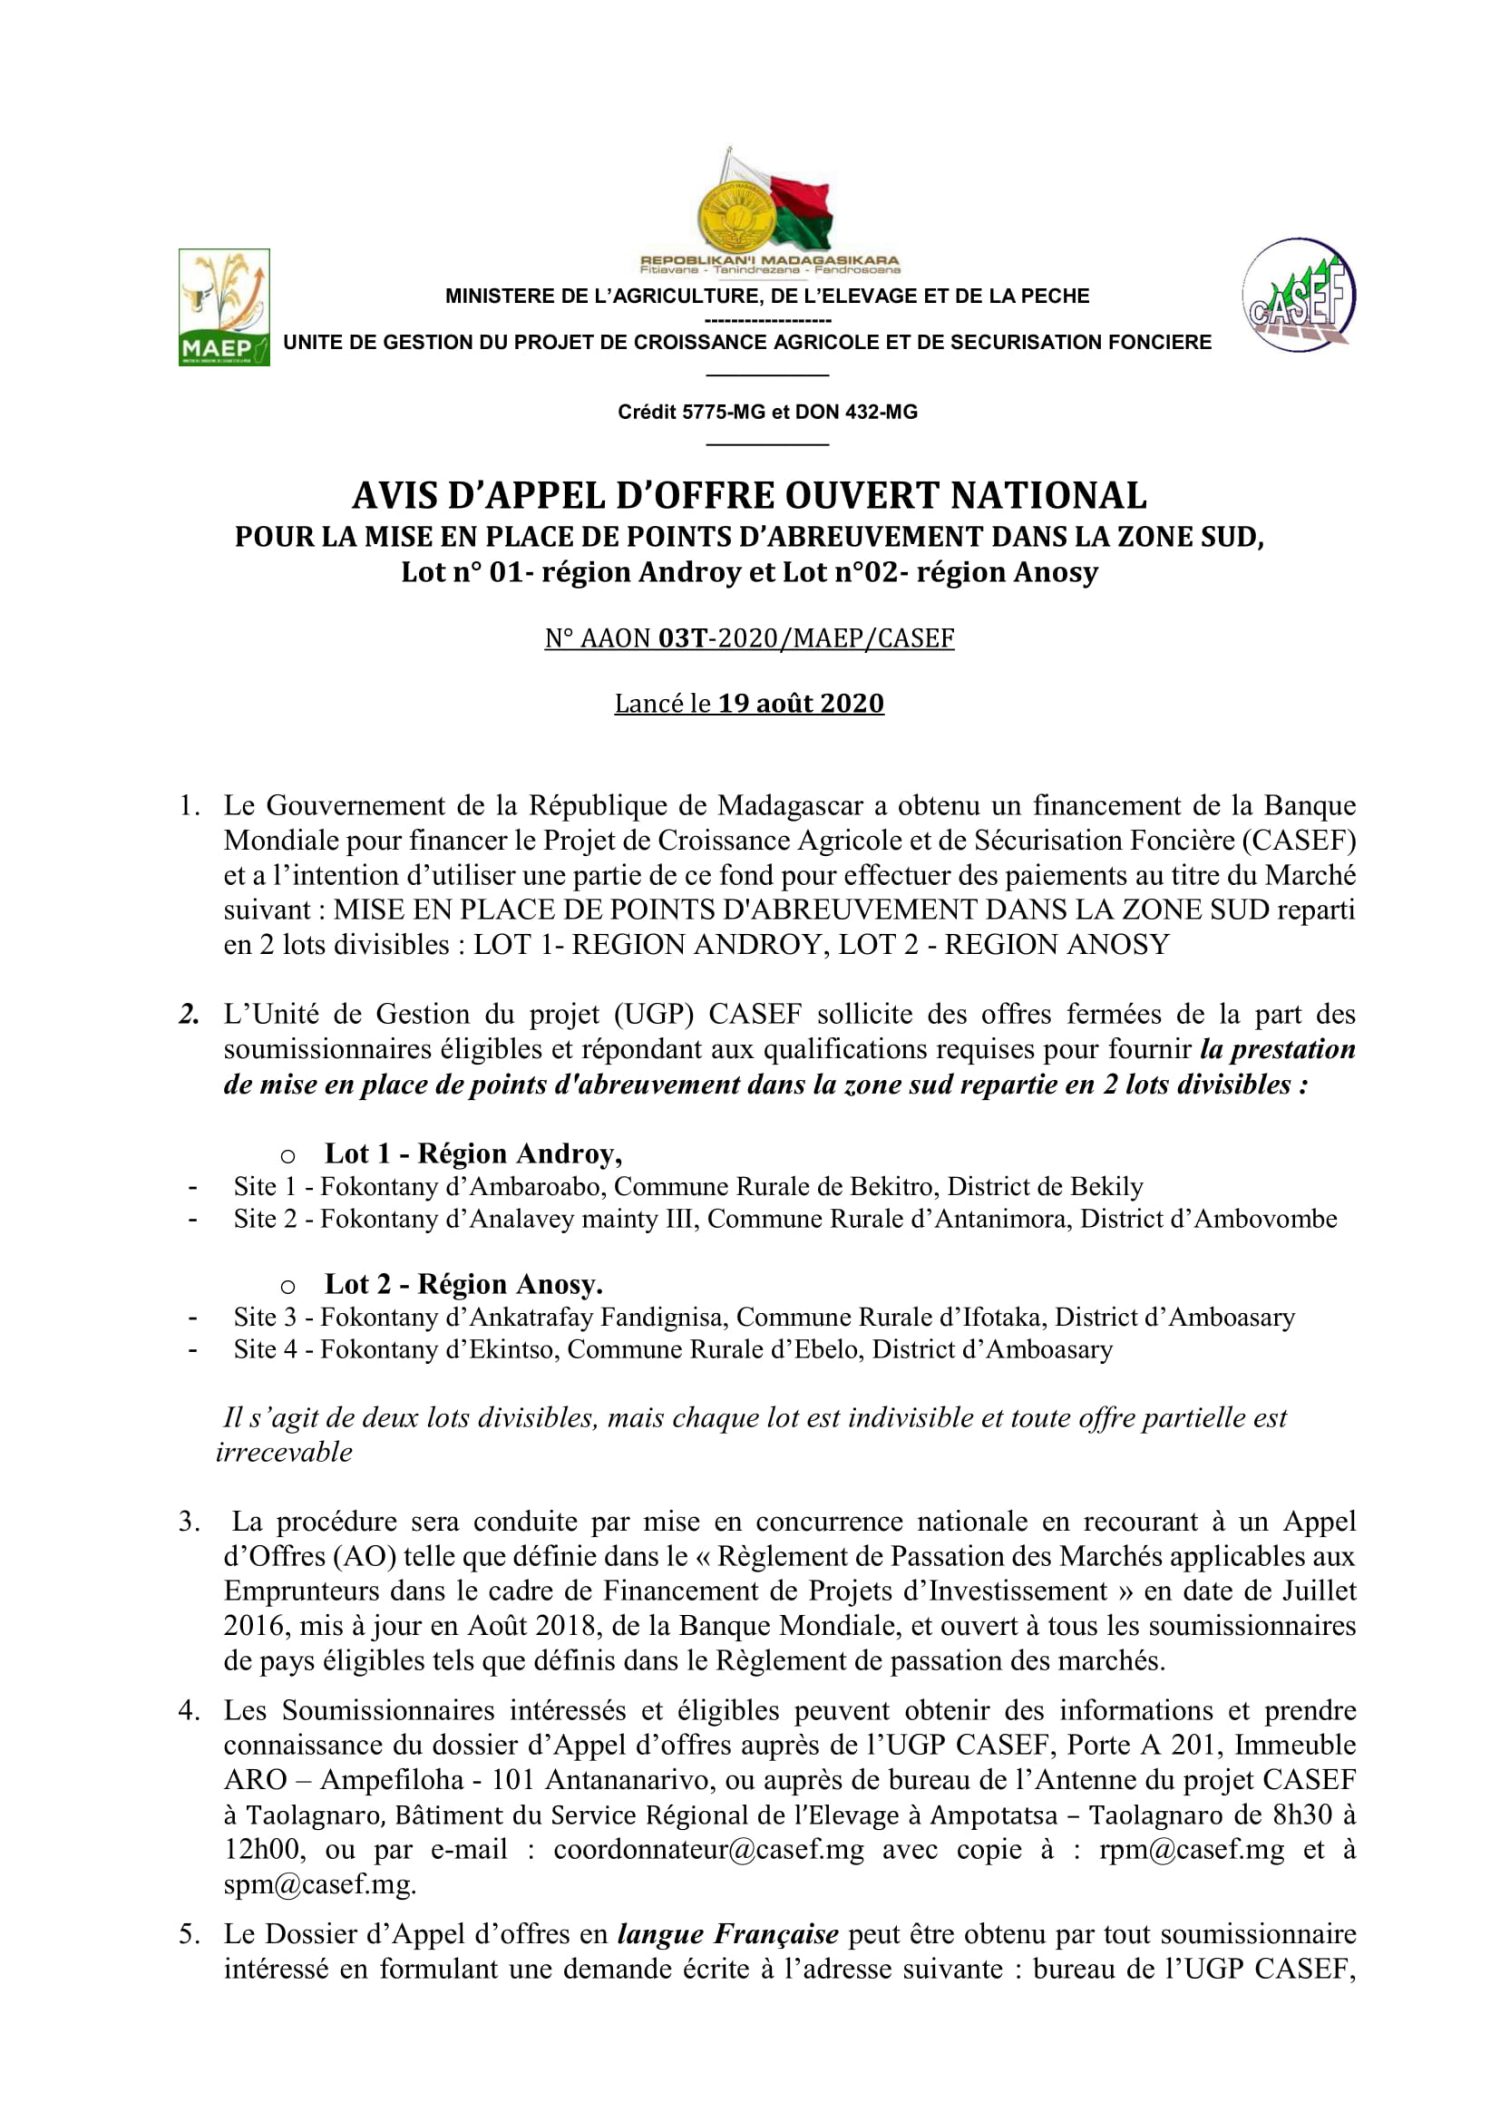 REPOBLIKAN'I MADAGASIKARA
Fitiavana - Tanindrazana - Fandrosoana
MAEP
CASEF
MINISTERE DE L’AGRICULTURE, DE L’ELEVAGE ET DE LA PECHE
-------------------
UNITE DE GESTION DU PROJET DE CROISSANCE AGRICOLE ET DE SECURISATION FONCIERE
Crédit 5775-MG et DON 432-MG
AVIS D’APPEL D’OFFRE OUVERT NATIONAL
POUR LA MISE EN PLACE DE POINTS D’ABREUVEMENT DANS LA ZONE SUD,
Lot n° 01- région Androy et Lot n°02- région Anosy
N° AAON 03T-2020/MAEP/CASEF
Lancé le 19 août 2020
1. Le Gouvernement de la République de Madagascar a obtenu un financement de la Banque
Mondiale pour financer le Projet de Croissance Agricole et de Sécurisation Foncière (CASEF)
et a l’intention d’utiliser une partie de ce fond pour effectuer des paiements au titre du Marché
suivant : MISE EN PLACE DE POINTS D'ABREUVEMENT DANS LA ZONE SUD reparti
en 2 lots divisibles : LOT 1- REGION ANDROY, LOT 2 - REGION ANOSY
2. L’Unité de Gestion du projet (UGP) CASEF sollicite des offres fermées de la part des
soumissionnaires éligibles et répondant aux qualifications requises pour fournir la prestation
de mise en place de points d'abreuvement dans la zone sud repartie en 2 lots divisibles :
o Lot 1 - Région Androy,
- Site 1 - Fokontany d’Ambaroabo, Commune Rurale de Bekitro, District de Bekily
- Site 2 - Fokontany d’Analavey mainty III, Commune Rurale d’Antanimora, District d’Ambovombe
o Lot 2 - Région Anosy.
- Site 3 - Fokontany d’Ankatrafay Fandignisa, Commune Rurale d’Ifotaka, District d’Amboasary
- Site 4 - Fokontany d’Ekintso, Commune Rurale d’Ebelo, District d’Amboasary
Il s’agit de deux lots divisibles, mais chaque lot est indivisible et toute offre partielle est
irrecevable
3. La procédure sera conduite par mise en concurrence nationale en recourant à un Appel
d’Offres (AO) telle que définie dans le « Règlement de Passation des Marchés applicables aux
Emprunteurs dans le cadre de Financement de Projets d’Investissement » en date de Juillet
2016, mis à jour en Août 2018, de la Banque Mondiale, et ouvert à tous les soumissionnaires
de pays éligibles tels que définis dans le Règlement de passation des marchés.
4. Les Soumissionnaires intéressés et éligibles peuvent obtenir des informations et prendre
connaissance du dossier d’Appel d’offres auprès de l’UGP CASEF, Porte A 201, Immeuble
ARO – Ampefiloha - 101 Antananarivo, ou auprès de bureau de l’Antenne du projet CASEF
à Taolagnaro, Bâtiment du Service Régional de l’Elevage à Ampotatsa – Taolagnaro de 8h30 à
12h00, ou par e-mail : coordonnateur@casef.mg avec copie à : rpm@casef.mg et à
spm@casef.mg.
5. Le Dossier d’Appel d’offres en langue Française peut être obtenu par tout soumissionnaire
intéressé en formulant une demande écrite à l’adresse suivante : bureau de l’UGP CASEF,